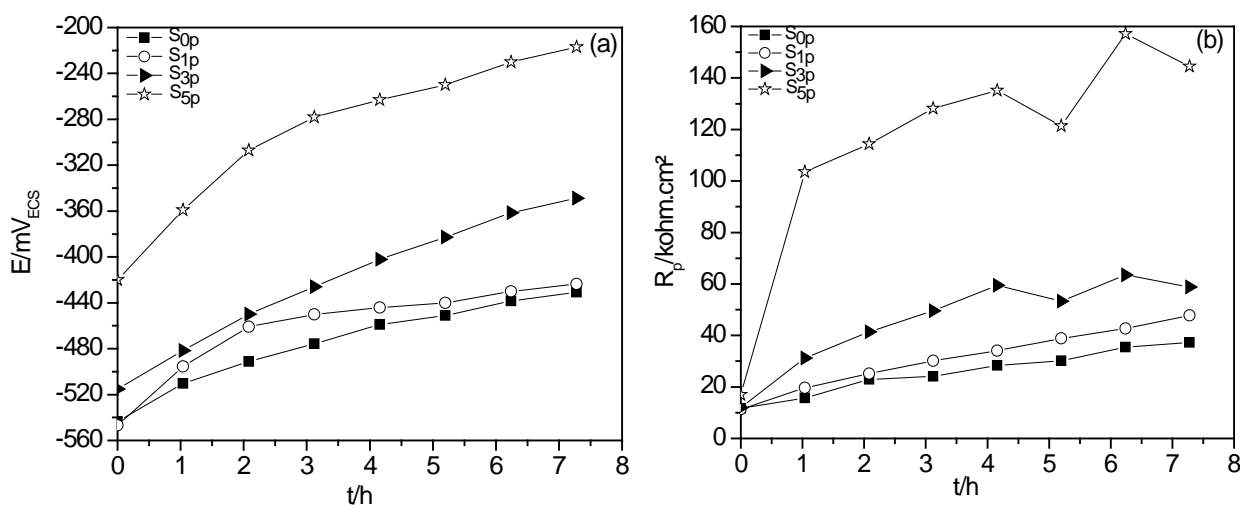 -200
-240
-280
-320
-360
-400
-440
-480
-520
-560
E/mV_ECS
S_0p
S_1p
S_3p
S_5p
(a)
0 1 2 3 4 5 6 7 8
t/h
160
140
120
100
80
60
40
20
0
R_p/kohm.cm²
S_0p
S_1p
S_3p
S_5p
(b)
0 1 2 3 4 5 6 7 8
t/h